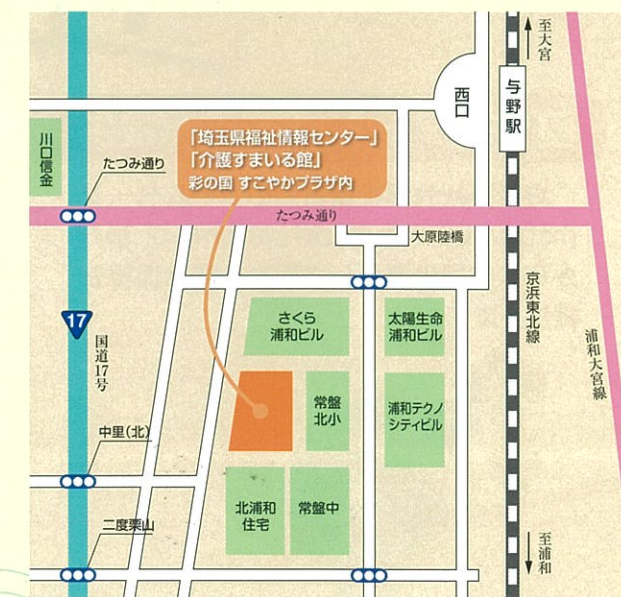 至大宮
与野駅
西口
川口信金
たつみ通り
「埼玉県福祉情報センター」
「介護すまいる館」
彩の国 すこやかプラザ内
たつみ通り
大原陸橋
17
国道17号
さくら
浦和ビル
太陽生命
浦和ビル
京浜東北線
浦和大宮線
常盤
北小
浦和テクノ
シティビル
中里(北)
北浦和
住宅
常盤中
二度栗山
至浦和